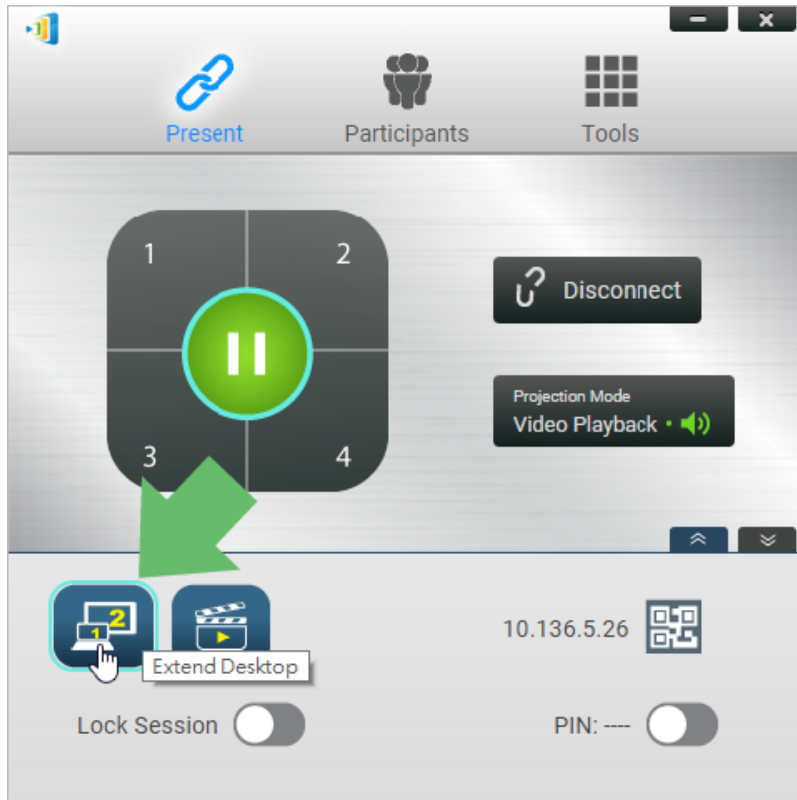 Present
Participants
Tools
1
2
3
4
Disconnect
Projection Mode
Video Playback
2
1
Extend Desktop
10.136.5.26
Lock Session
PIN: ----